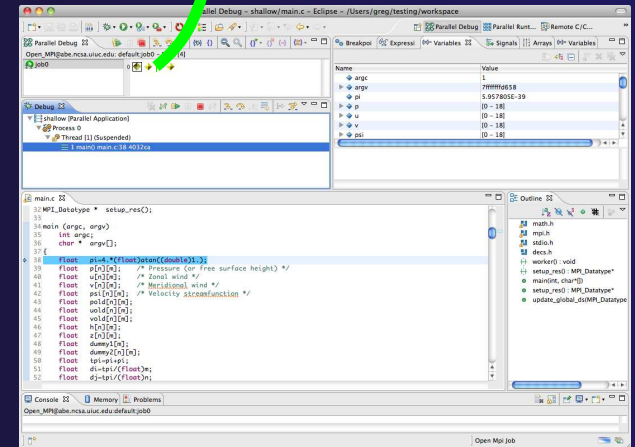 Parallel Debug - shallow/main.c - Eclipse - /Users/greg/testing/workspace
Parallel Debug Parallel Runt... Remote C/C...
Parallel Debug
Open_MPI@abe.ncsa.uiuc.edu:default [4]
job0
0
Breakpoi Expressi Variables Signals Arrays Variables
Name Value
argc 1
argv 7fffffffd658
pi 5.957805E-39
p [0 - 18]
u [0 - 18]
v [0 - 18]
psi [0 - 18]
Debug
shallow [Parallel Application]
Process 0
Thread [1] (Suspended)
1 main() main.c:38 4032ca
main.c
32 MPI_Datatype * setup_res();
33
34 main (argc, argv)
35 int argc;
36 char * argv[];
37 {
38 float pi=4.*(float)atan((double)1.);
39 float p[n][m]; /* Pressure (or free surface height) */
40 float u[n][m]; /* Zonal wind */
41 float v[n][m]; /* Meridional wind */
42 float psi[n][m]; /* Velocity streamfunction */
43 float pold[n][m];
44 float uold[n][m];
45 float vold[n][m];
46 float h[n][m];
47 float z[n][m];
48 float dummy1[m];
49 float dummy2[n][m];
50 float tpi=pi+pi;
51 float di=tpi/(float)m;
52 float dj=tpi/(float)n;
Outline
math.h
mpi.h
stdio.h
decs.h
worker() : void
setup_res() : MPI_Datatype*
main(int, char*[])
setup_res() : MPI_Datatype*
update_global_ds(MPI_Datatype
Console Memory Problems
Open_MPI@abe.ncsa.uiuc.edu:default:job0
Open Mpi Job